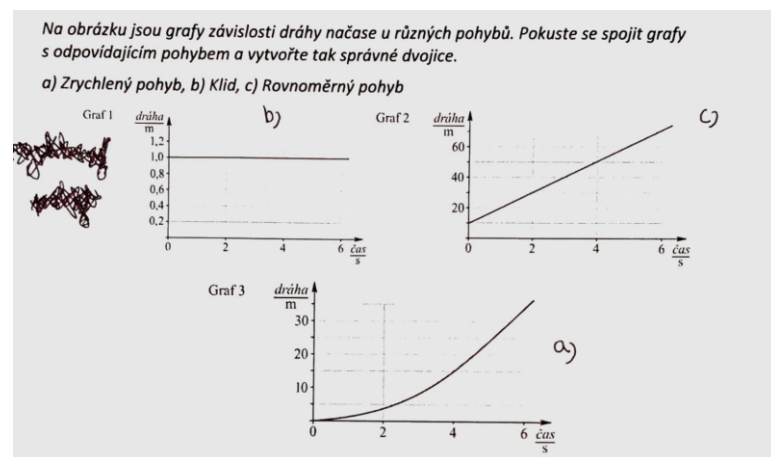 Na obrázku jsou grafy závislosti dráhy načase u různých pohybů. Pokuste se spojit grafy
s odpovídajícím pohybem a vytvořte tak správné dvojice.
a) Zrychlený pohyb, b) Klid, c) Rovnoměrný pohyb
Graf 1
dráha
m
b)
1,2
1,0
0,8
0,6
0,4
0,2
0 2 4 6 čas
s
Graf 2
dráha
m
c)
60
40
20
0 2 4 6 čas
s
Graf 3
dráha
m
30
20
10
a)
0 2 4 6 čas
s